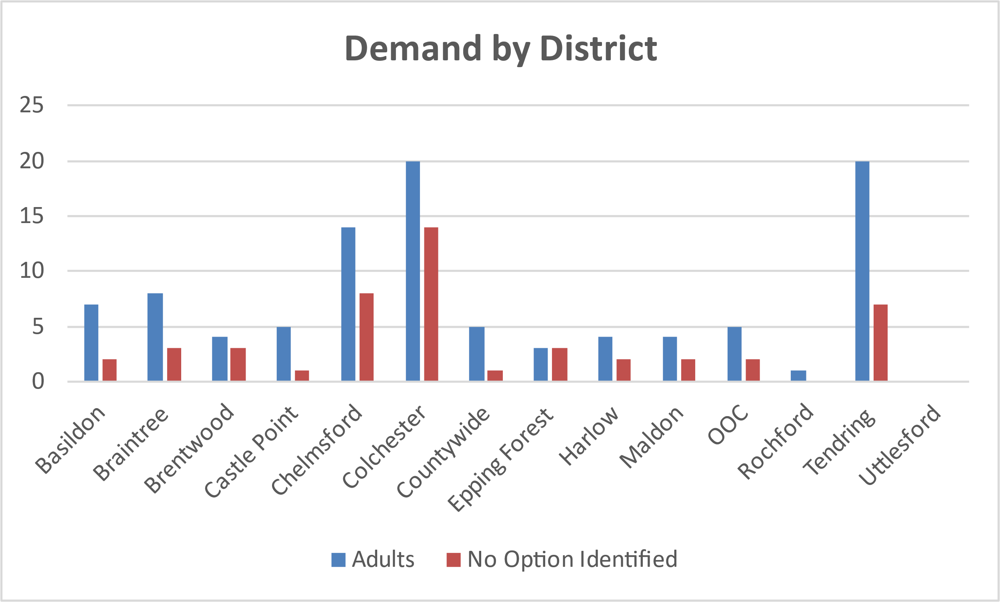 Demand by District
25
20
15
10
5
0
Basildon
Braintree
Brentwood
Castle Point
Chelmsford
Colchester
Countywide
Epping Forest
Harlow
Maldon
OOC
Rochford
Tendring
Uttlesford
Adults
No Option Identified